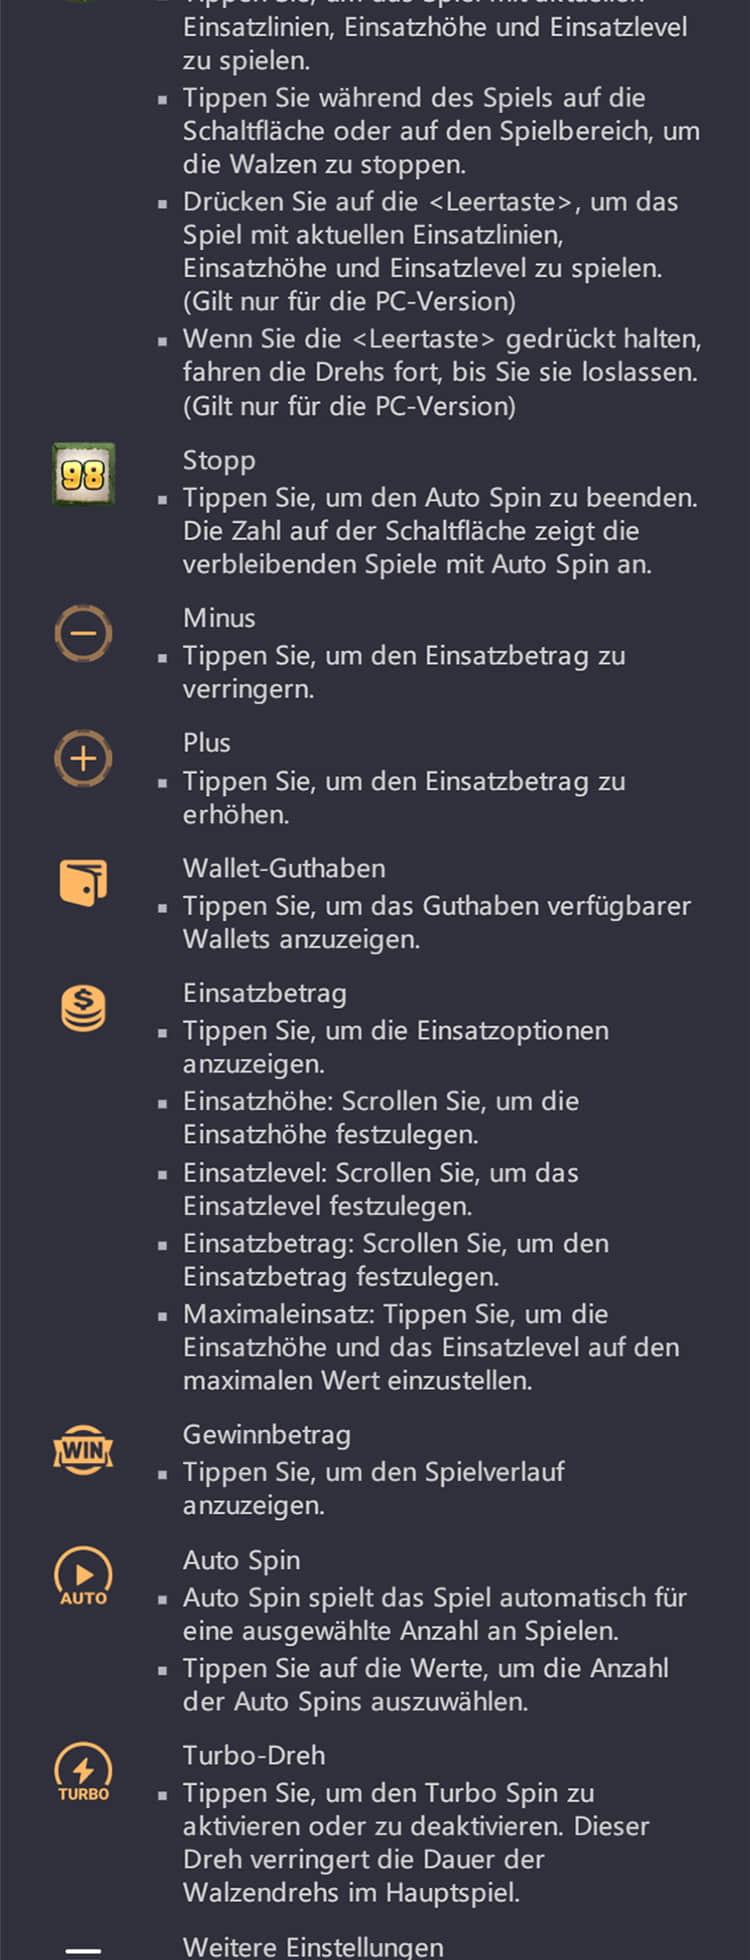 Tippen Sie, um das Spiel mit aktuellen
Einsatzlinien, Einsatzhöhe und Einsatzlevel
zu spielen.
Tippen Sie während des Spiels auf die
Schaltfläche oder auf den Spielbereich, um
die Walzen zu stoppen.
Drücken Sie auf die <Leertaste>, um das
Spiel mit aktuellen Einsatzlinien,
Einsatzhöhe und Einsatzlevel zu spielen.
(Gilt nur für die PC-Version)
Wenn Sie die <Leertaste> gedrückt halten,
fahren die Drehs fort, bis Sie sie loslassen.
(Gilt nur für die PC-Version)
98
Stopp
Tippen Sie, um den Auto Spin zu beenden.
Die Zahl auf der Schaltfläche zeigt die
verbleibenden Spiele mit Auto Spin an.
Minus
Tippen Sie, um den Einsatzbetrag zu
verringern.
Plus
Tippen Sie, um den Einsatzbetrag zu
erhöhen.
Wallet-Guthaben
Tippen Sie, um das Guthaben verfügbarer
Wallets anzuzeigen.
$
Einsatzbetrag
Tippen Sie, um die Einsatzoptionen
anzuzeigen.
Einsatzhöhe: Scrollen Sie, um die
Einsatzhöhe festzulegen.
Einsatzlevel: Scrollen Sie, um das
Einsatzlevel festzulegen.
Einsatzbetrag: Scrollen Sie, um den
Einsatzbetrag festzulegen.
Maximaleinsatz: Tippen Sie, um die
Einsatzhöhe und das Einsatzlevel auf den
maximalen Wert einzustellen.
WIN
Gewinnbetrag
Tippen Sie, um den Spielverlauf
anzuzeigen.
AUTO
Auto Spin
Auto Spin spielt das Spiel automatisch für
eine ausgewählte Anzahl an Spielen.
Tippen Sie auf die Werte, um die Anzahl
der Auto Spins auszuwählen.
TURBO
Turbo-Dreh
Tippen Sie, um den Turbo Spin zu
aktivieren oder zu deaktivieren. Dieser
Dreh verringert die Dauer der
Walzendrehs im Hauptspiel.
Weitere Einstellungen